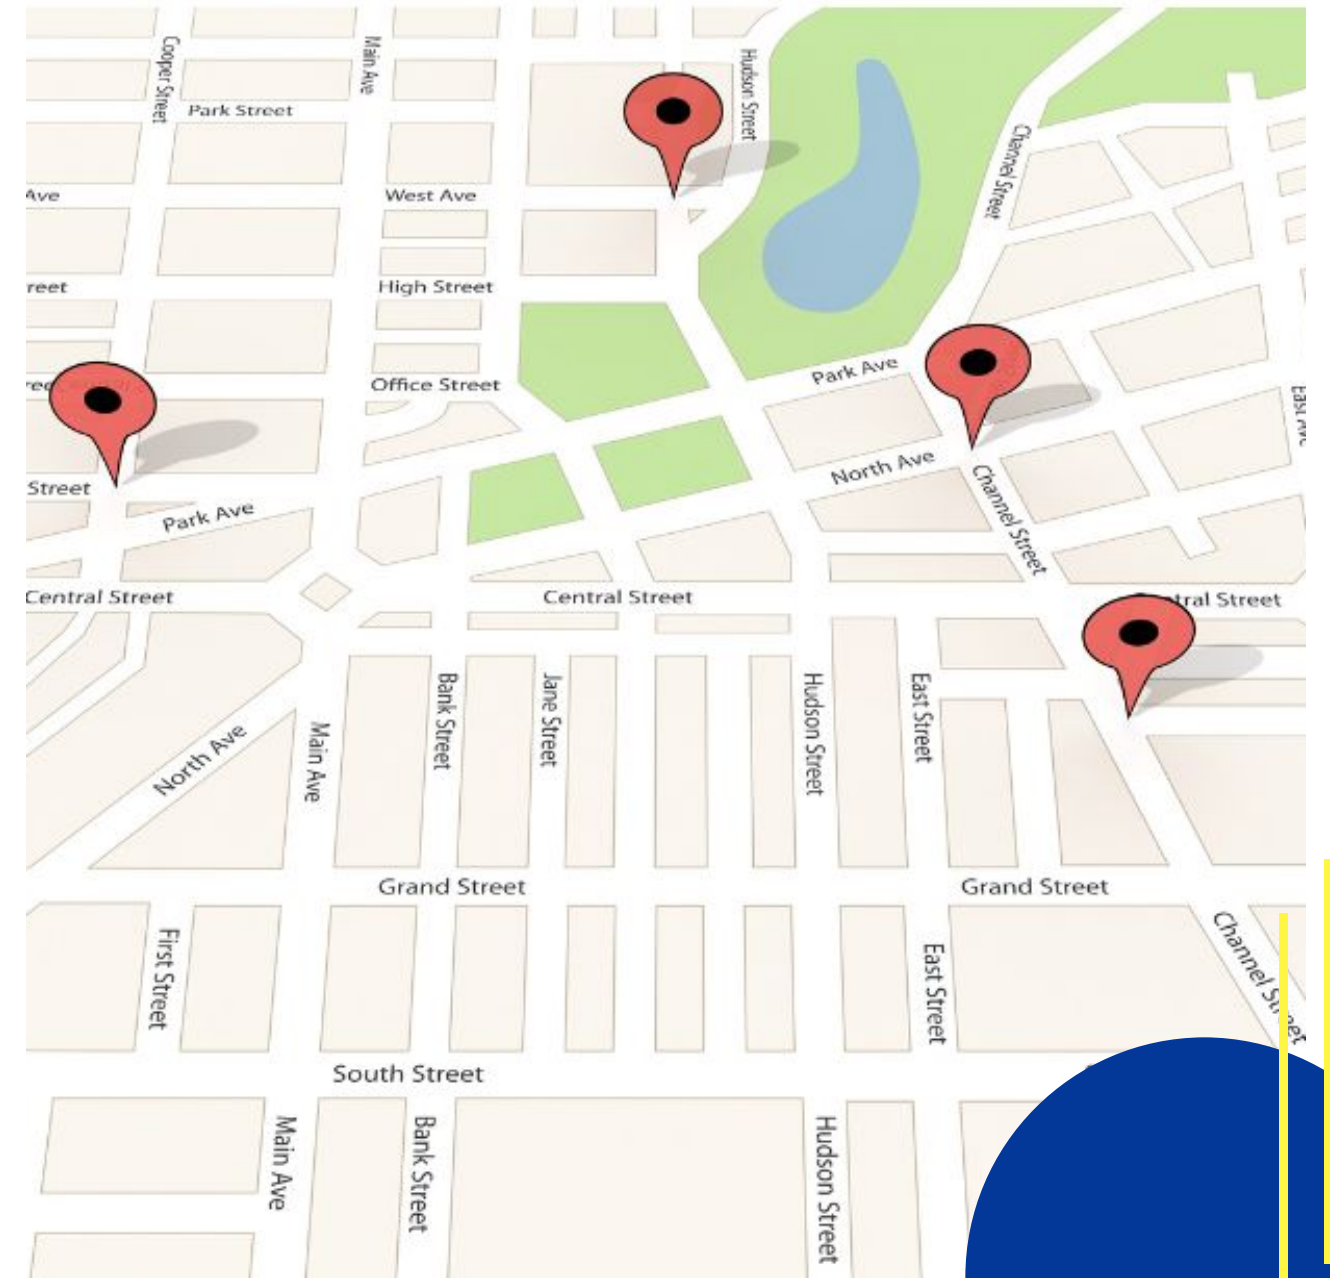 Cooper Street
Main Ave
Hudson Street
Park Street
Channel Street
Ave
West Ave
reet
High Street
Office Street
Park Ave
North Ave
Street
Park Ave
Channel Street
Central Street
Central Street
tral Street
Bank Street
Jane Street
Hudson Street
East Street
Main Ave
North Ave
Grand Street
Grand Street
First Street
East Street
Channel Street
South Street
Main Ave
Bank Street
Hudson Street